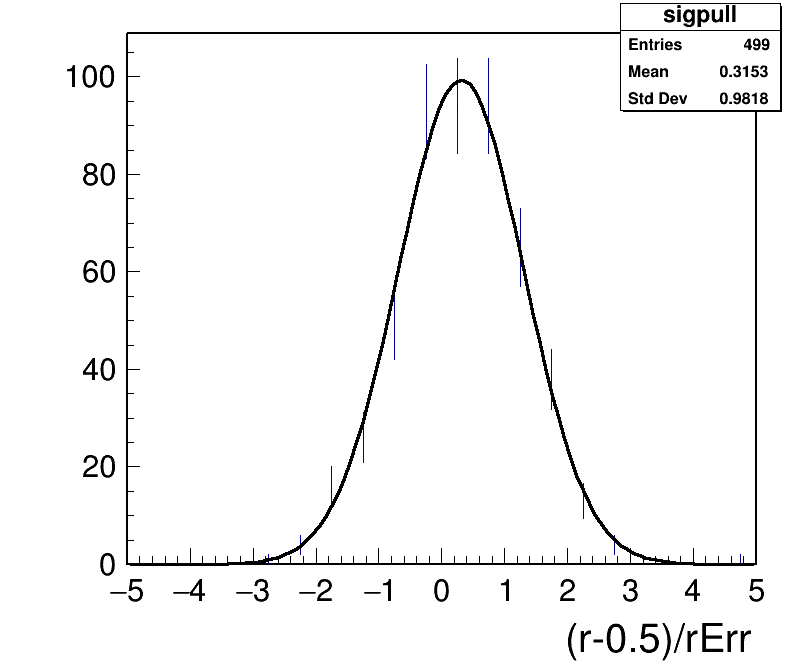 sigpull
Entries 499
Mean 0.3153
Std Dev 0.9818
100
80
60
40
20
0
−5 −4 −3 −2 −1 0 1 2 3 4 5
(r-0.5)/rErr